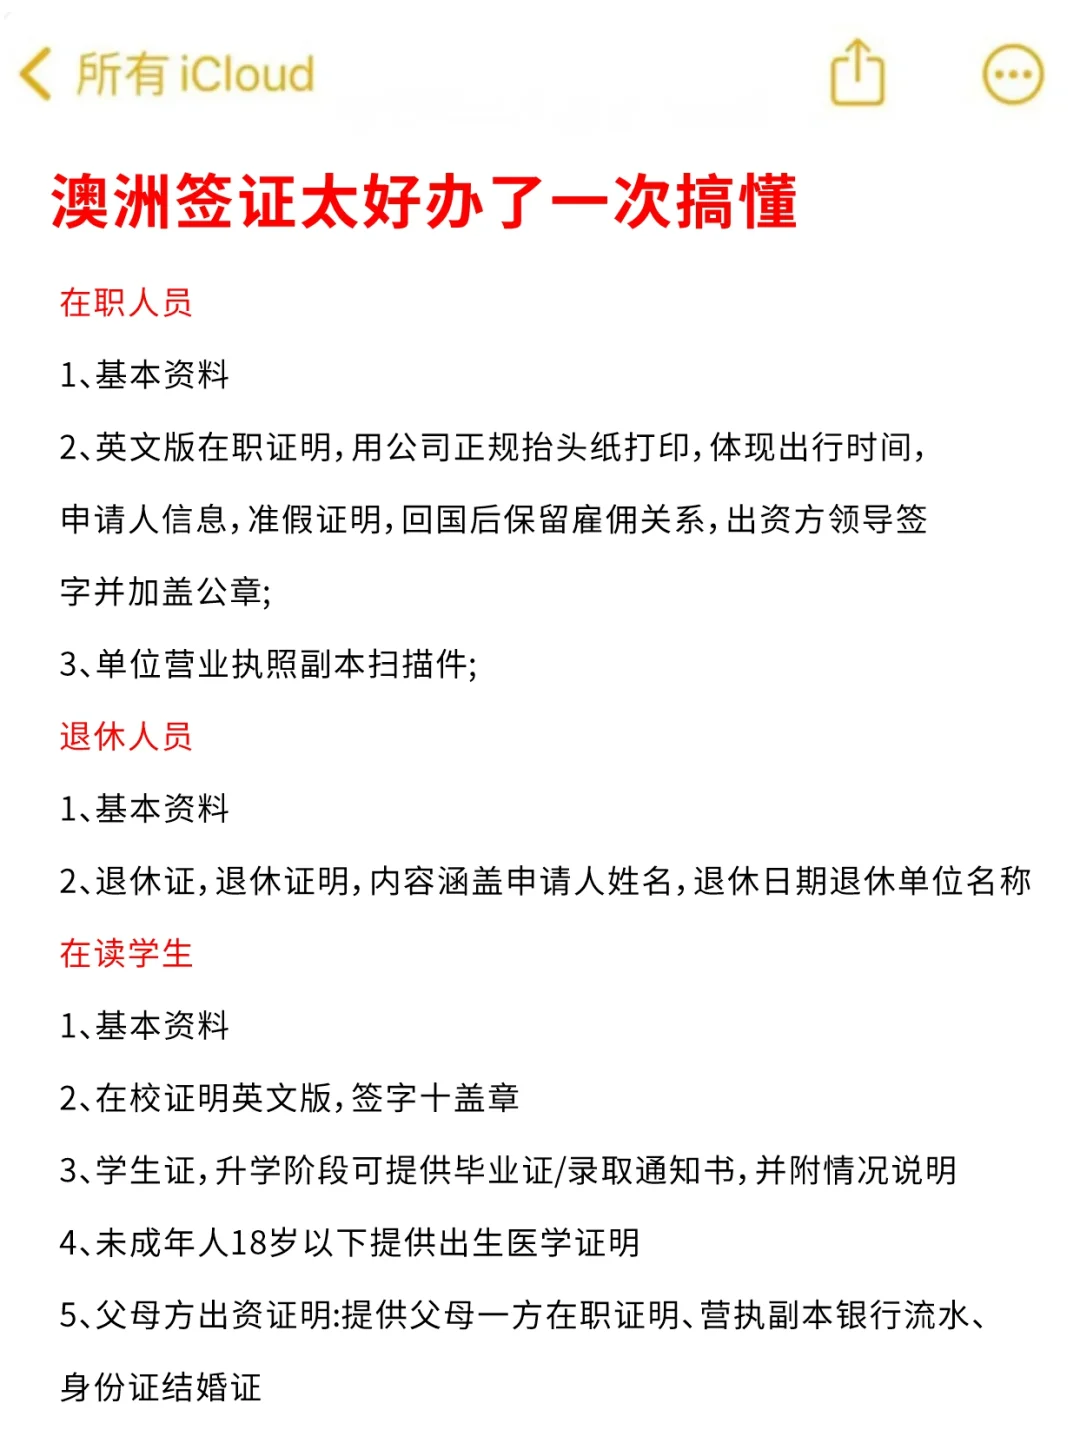 所有 iCloud
澳洲签证太好办了一次搞懂
在职人员
1、基本资料
2、英文版在职证明,用公司正规抬头纸打印,体现出行时间,
申请人信息,准假证明,回国后保留雇佣关系,出资方领导签
字并加盖公章;
3、单位营业执照副本扫描件;
退休人员
1、基本资料
2、退休证,退休证明,内容涵盖申请人姓名,退休日期退休单位名称
在读学生
1、基本资料
2、在校证明英文版,签字十盖章
3、学生证,升学阶段可提供毕业证/录取通知书,并附情况说明
4、未成年人18岁以下提供出生医学证明
5、父母方出资证明:提供父母一方在职证明、营执副本银行流水、
身份证结婚证